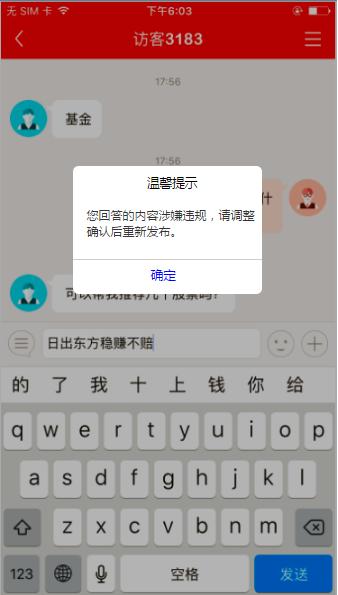 无 SIM 卡
下午6:03
访客3183
17:56
基金
17:56
什
温馨提示
您回答的内容涉嫌违规，请调整
确认后重新发布。
确定
可以帮我推荐几个股票吗？
日出东方稳赚不赔
的 了 我 十 上 钱 你 给
q w e r t y u i o p
a s d f g h j k l
z x c v b n m
123 空格 发送